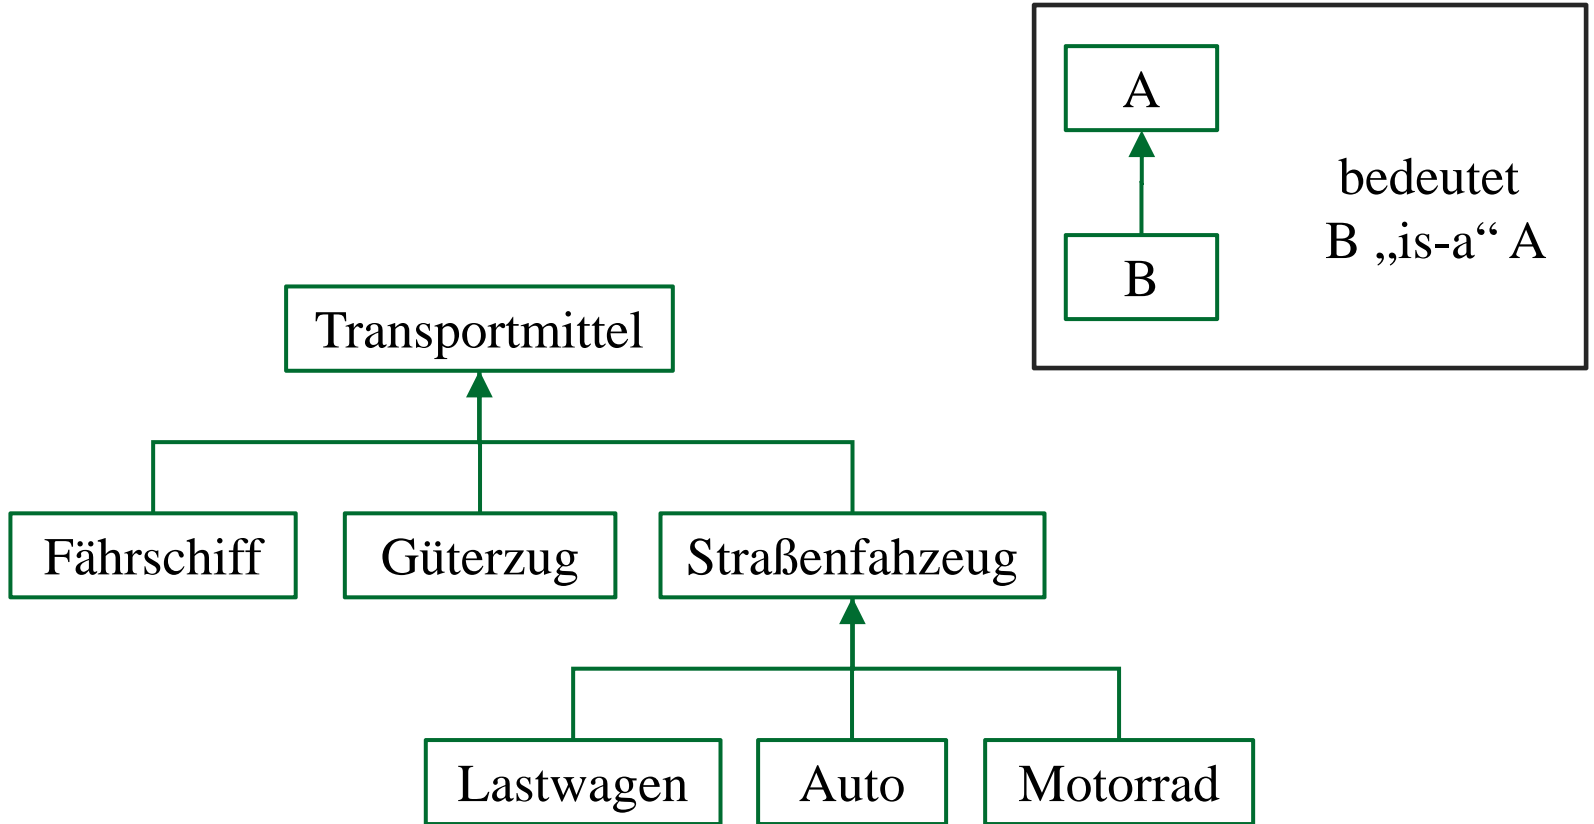 A
bedeutet
B „is-a“ A
B
Transportmittel
Fährschiff
Güterzug
Straßenfahzeug
Lastwagen
Auto
Motorrad